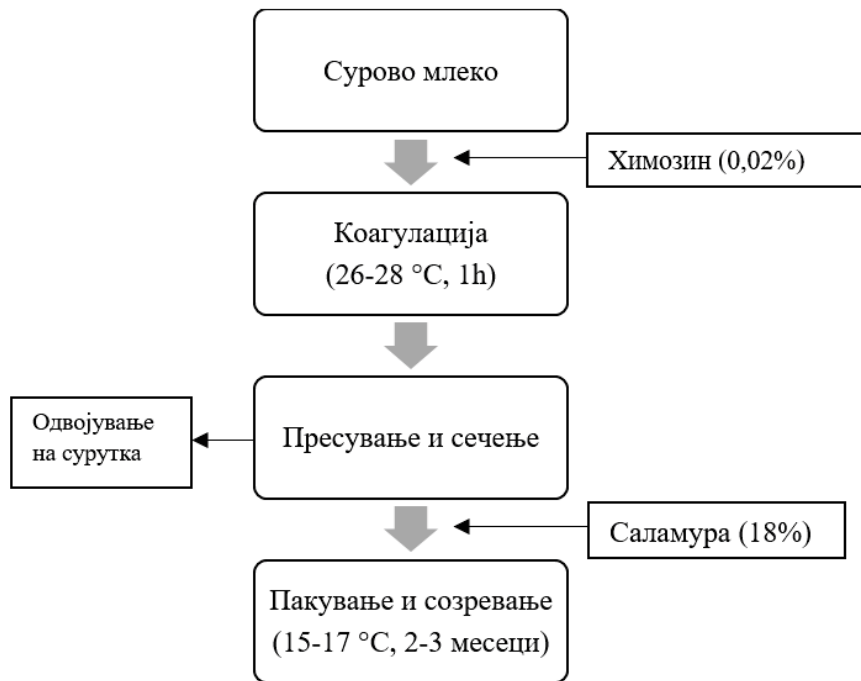 Сурово млеко
Химозин (0,02%)
Коагулација
(26-28 °C, 1h)
Одвојување
на сурутка
Пресување и сечење
Саламура (18%)
Пакување и созревање
(15-17 °C, 2-3 месеци)